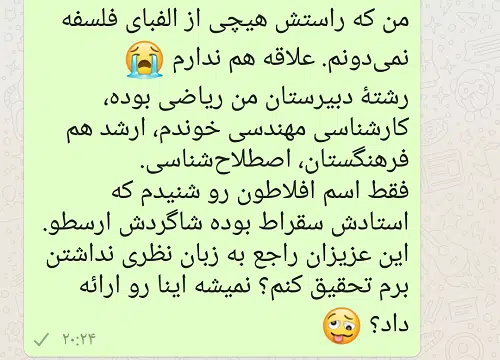 من که راستش هیچی از الفبای فلسفه
نمی‌دونم. علاقه هم ندارم 😭
رشتهٔ دبیرستان من ریاضی بوده،
کارشناسی مهندسی خوندم، ارشد هم
فرهنگستان، اصطلاح‌شناسی.
فقط اسم افلاطون رو شنیدم که
استادش سقراط بوده شاگردش ارسطو.
این عزیزان راجع به زبان نظری نداشتن
برم تحقیق کنم؟ نمیشه اینا رو ارائه
داد؟ 🥴
۲۰:۲۴